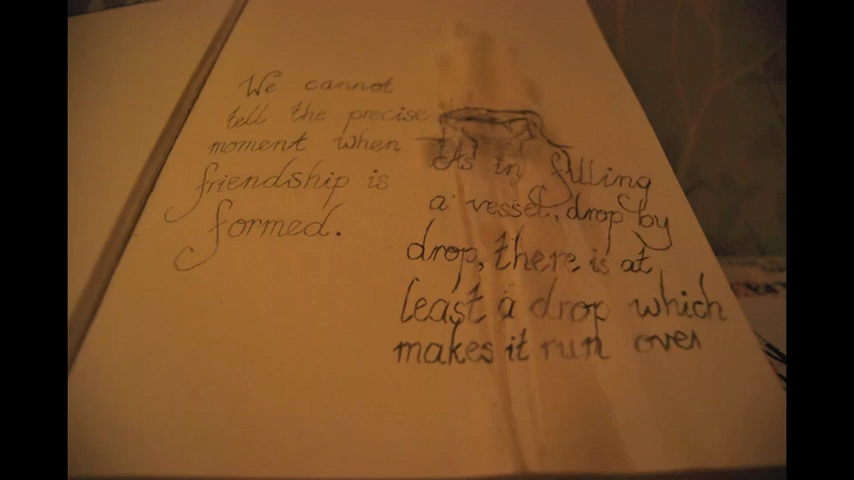 We cannot
tell the precise
moment when
friendship is
formed.
As in filling
a vessel, drop by
drop, there is at
least a drop which
makes it run over